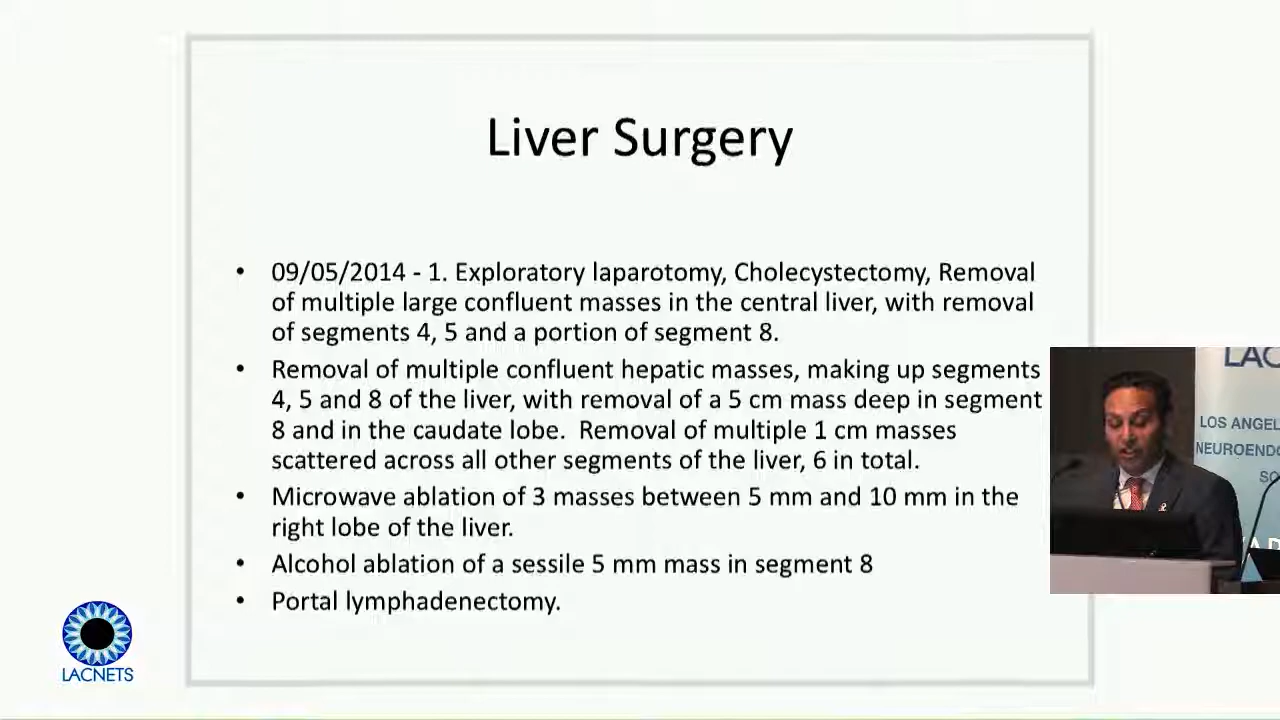 Liver Surgery
• 09/05/2014 - 1. Exploratory laparotomy, Cholecystectomy, Removal
of multiple large confluent masses in the central liver, with removal
of segments 4, 5 and a portion of segment 8.
• Removal of multiple confluent hepatic masses, making up segments
4, 5 and 8 of the liver, with removal of a 5 cm mass deep in segment
8 and in the caudate lobe.  Removal of multiple 1 cm masses
scattered across all other segments of the liver, 6 in total.
• Microwave ablation of 3 masses between 5 mm and 10 mm in the
right lobe of the liver.
• Alcohol ablation of a sessile 5 mm mass in segment 8
• Portal lymphadenectomy.
LACNETS
LAC
LOS ANGEL
NEUROENDO
SO